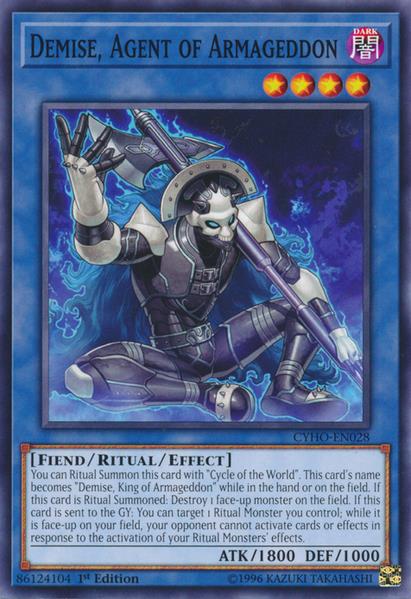 Demise, Agent of Armageddon
DARK
闇
CYHO-EN028
[Fiend/Ritual/Effect]
You can Ritual Summon this card with "Cycle of the World". This card's name
becomes "Demise, King of Armageddon" while in the hand or on the field. If
this card is Ritual Summoned: Destroy 1 face-up monster on the field. If this
card is sent to the GY: You can target 1 Ritual Monster you control; while it
is face-up on your field, your opponent cannot activate cards or effects in
response to the activation of your Ritual Monsters' effects.
ATK/1800 DEF/1000
86124104 1st Edition ©1996 KAZUKI TAKAHASHI